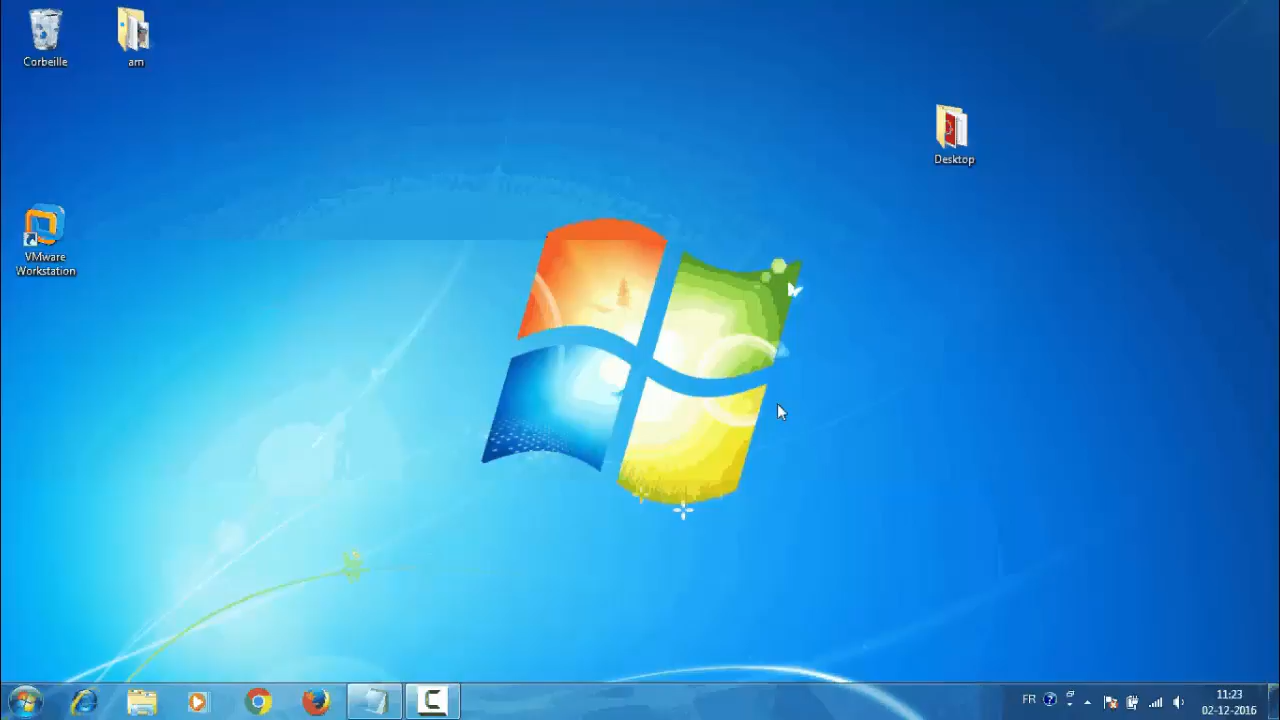 Corbeille
am
Desktop
VMware
Workstation
FR
11:23
02-12-2016